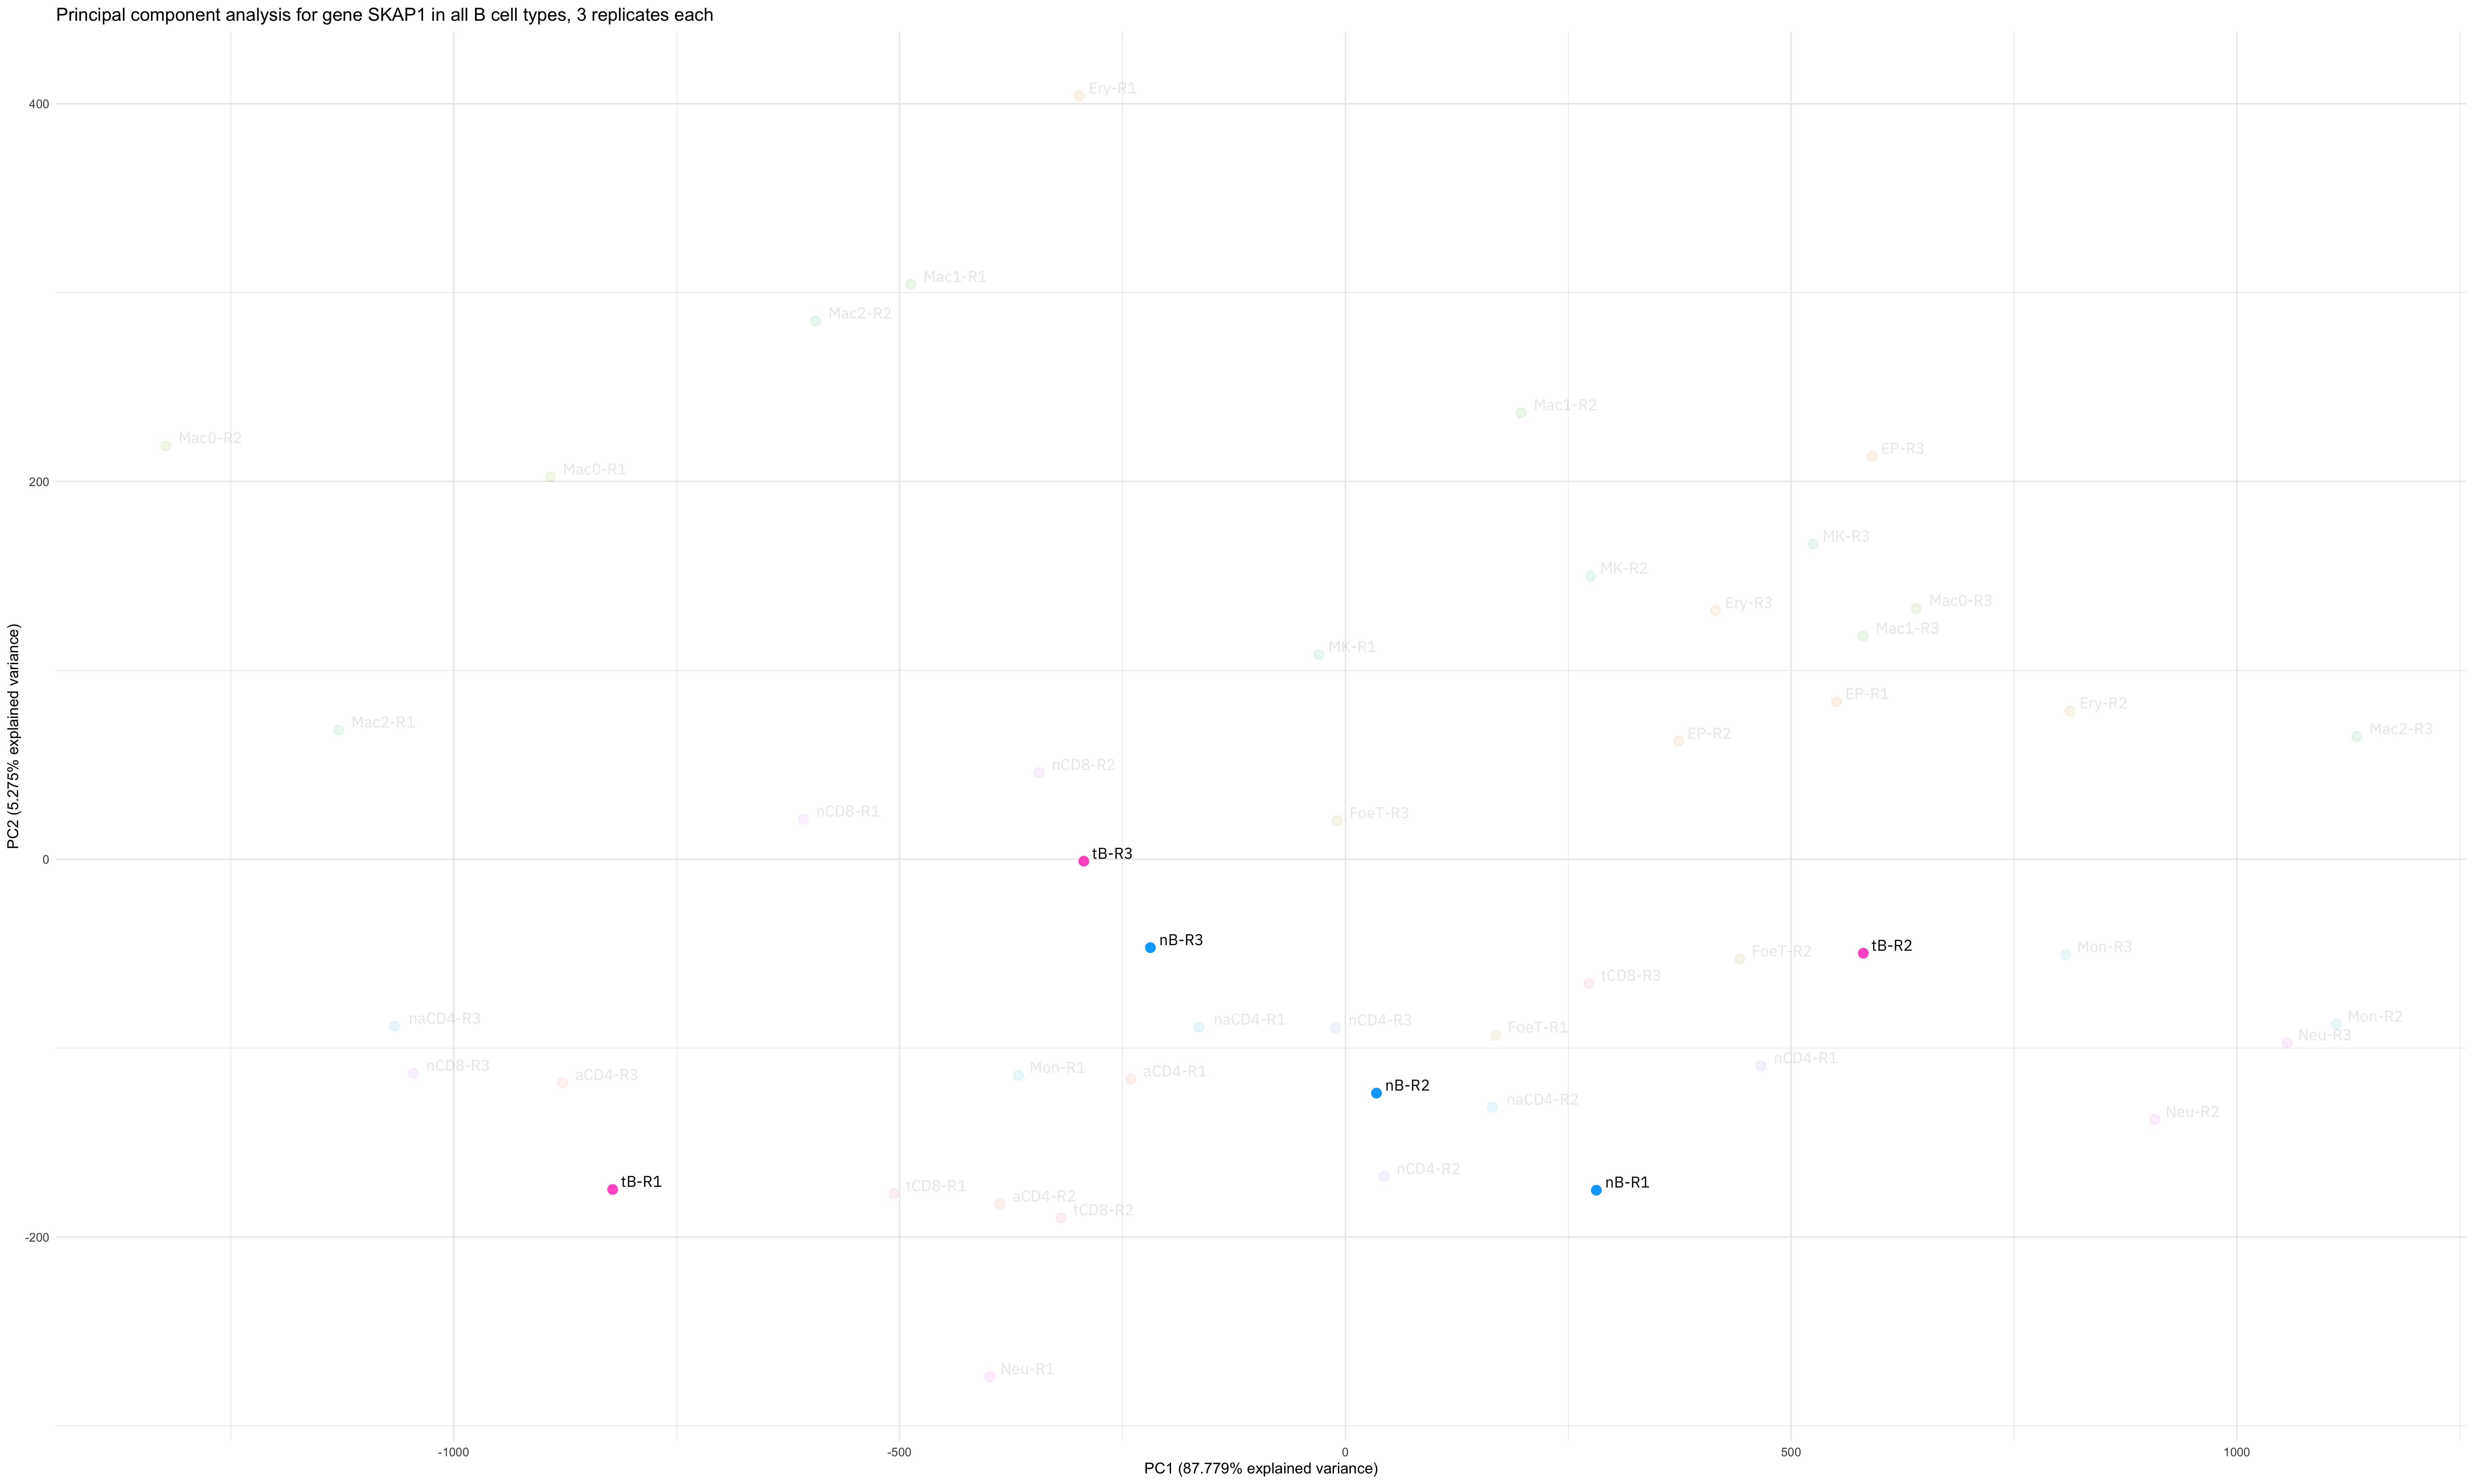 Principal component analysis for gene SKAP1 in all B cell types, 3 replicates each
Ery-R1
400
Mac1-R1
Mac2-R2
Mac1-R2
Mac0-R2
EP-R3
Mac0-R1
200
MK-R3
MK-R2
Mac0-R3
Ery-R3
Mac1-R3
MK-R1
EP-R1
Ery-R2
Mac2-R1
Mac2-R3
EP-R2
PC2 (5.275% explained variance)
nCD8-R2
nCD8-R1
FoeT-R3
tB-R3
0
nB-R3
tB-R2
Mon-R3
FoeT-R2
tCD8-R3
Mon-R2
naCD4-R3
naCD4-R1
nCD4-R3
FoeT-R1
Neu-R3
nCD4-R1
nCD8-R3
Mon-R1
aCD4-R1
aCD4-R3
nB-R2
naCD4-R2
Neu-R2
nCD4-R2
tB-R1
nB-R1
tCD8-R1
aCD4-R2
tCD8-R2
-200
Neu-R1
-1000
-500
0
500
1000
PC1 (87.779% explained variance)